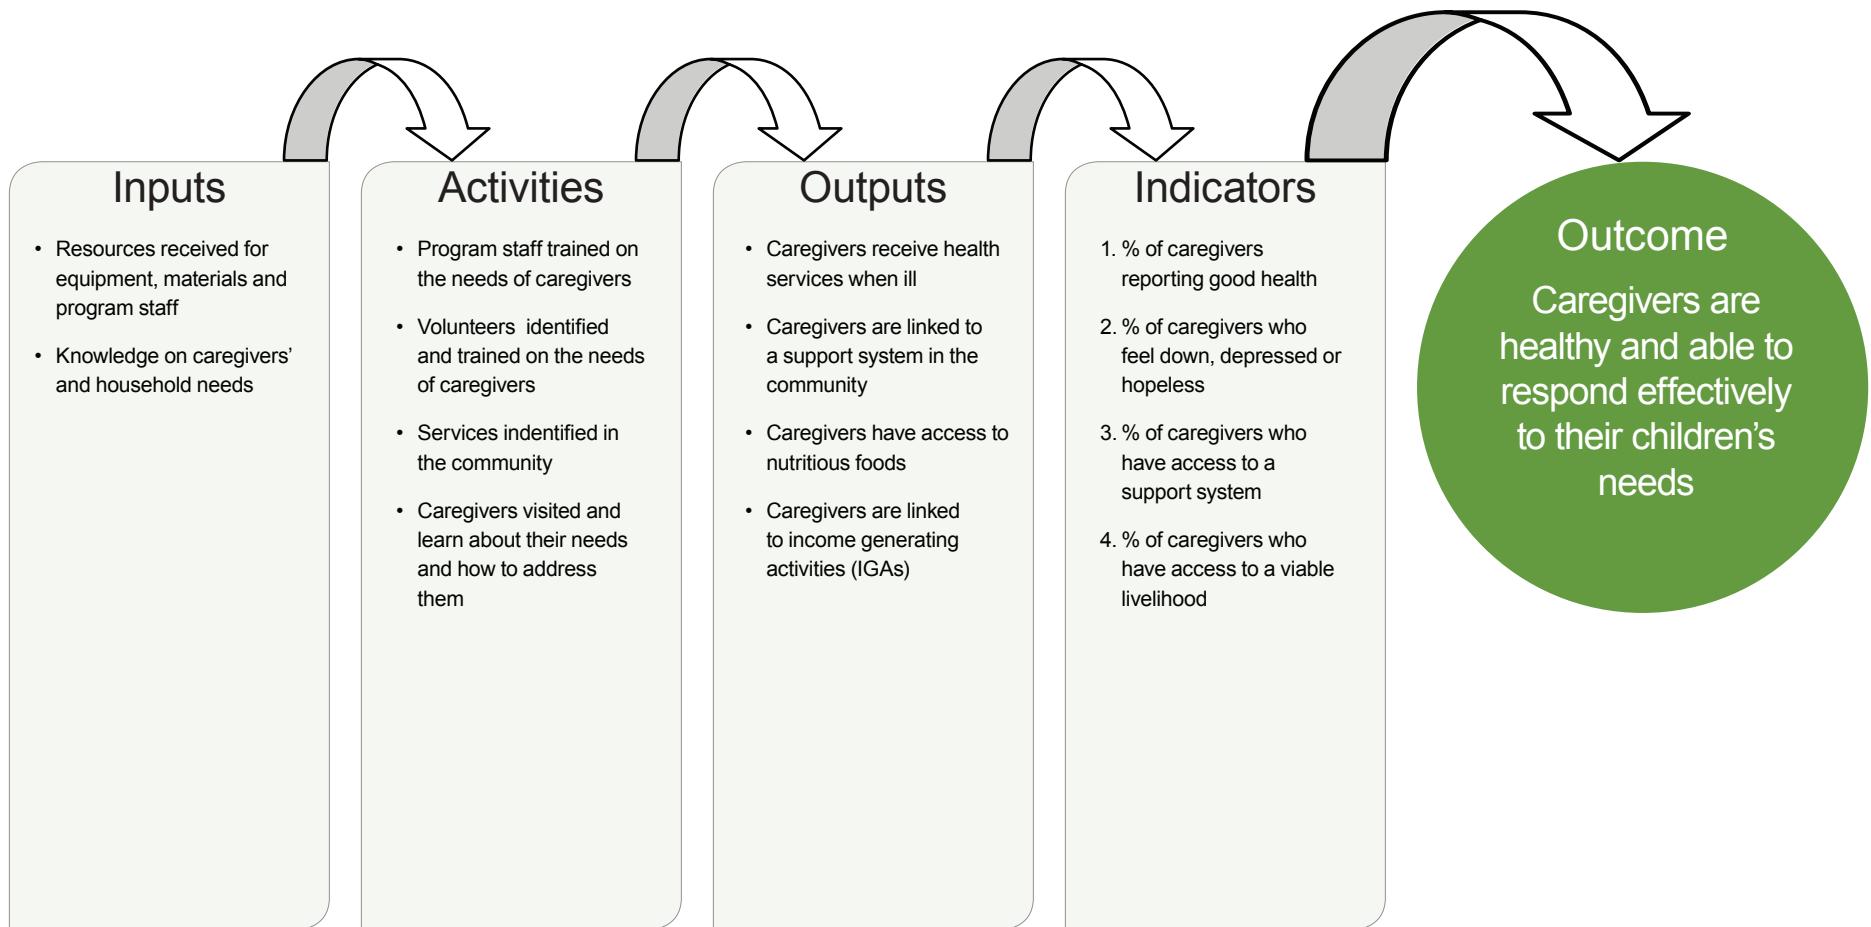 Inputs
• Resources received for
equipment, materials and
program staff
• Knowledge on caregivers’
and household needs
Activities
• Program staff trained on
the needs of caregivers
• Volunteers identified
and trained on the needs
of caregivers
• Services indentified in
the community
• Caregivers visited and
learn about their needs
and how to address
them
Outputs
• Caregivers receive health
services when ill
• Caregivers are linked to
a support system in the
community
• Caregivers have access to
nutritious foods
• Caregivers are linked
to income generating
activities (IGAs)
Indicators
1. % of caregivers
reporting good health
2. % of caregivers who
feel down, depressed or
hopeless
3. % of caregivers who
have access to a
support system
4. % of caregivers who
have access to a viable
livelihood
Outcome
Caregivers are
healthy and able to
respond effectively
to their children’s
needs